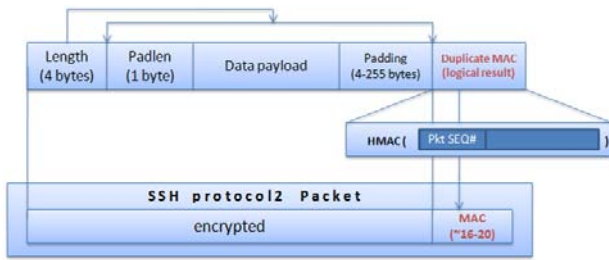 Length
(4 bytes)
Padlen
(1 byte)
Data payload
Padding
(4-255 bytes)
Duplicate MAC
(logical result)
HMAC( Pkt SEQ# )
SSH protocol2 Packet
encrypted
MAC
(~16-20)